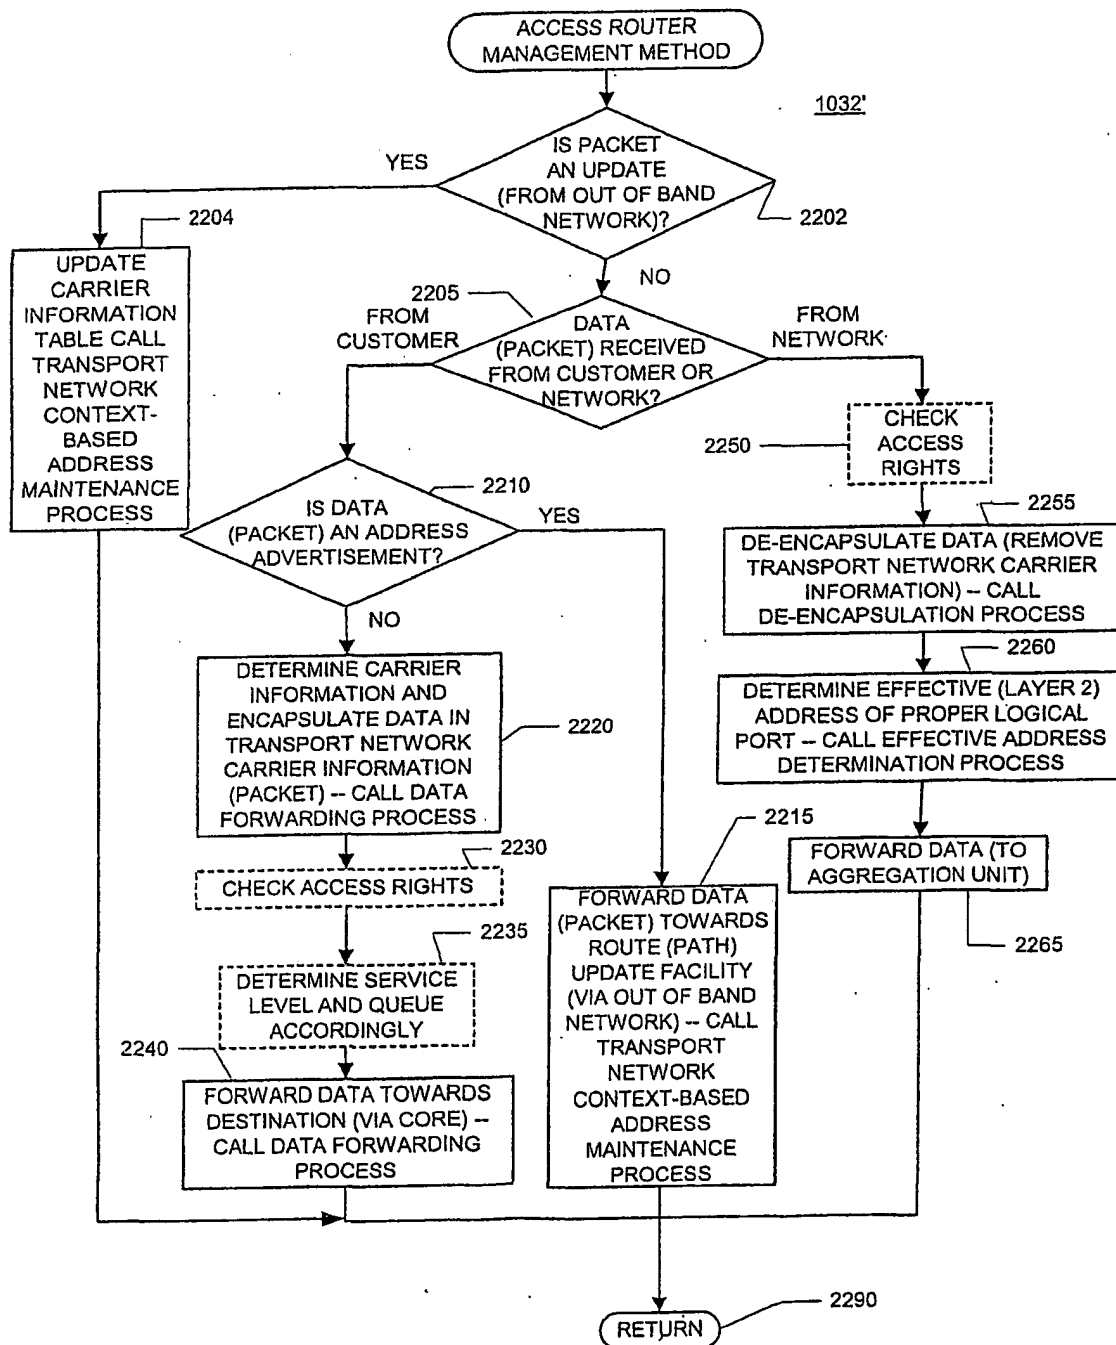 ACCESS ROUTER
MANAGEMENT METHOD
1032'
IS PACKET
AN UPDATE
(FROM OUT OF BAND
NETWORK)?
YES
2202
NO
2204
UPDATE
CARRIER
INFORMATION
TABLE CALL
TRANSPORT
NETWORK
CONTEXT-
BASED
ADDRESS
MAINTENANCE
PROCESS
2205
FROM
CUSTOMER
DATA
(PACKET) RECEIVED
FROM CUSTOMER OR
NETWORK?
FROM
NETWORK
2210
IS DATA
(PACKET) AN ADDRESS
ADVERTISEMENT?
YES
NO
2250
CHECK
ACCESS
RIGHTS
2255
DE-ENCAPSULATE DATA (REMOVE
TRANSPORT NETWORK CARRIER
INFORMATION) -- CALL
DE-ENCAPSULATION PROCESS
2260
DETERMINE EFFECTIVE (LAYER 2)
ADDRESS OF PROPER LOGICAL
PORT -- CALL EFFECTIVE ADDRESS
DETERMINATION PROCESS
FORWARD DATA (TO
AGGREGATION UNIT)
2265
DETERMINE CARRIER
INFORMATION AND
ENCAPSULATE DATA IN
TRANSPORT NETWORK
CARRIER INFORMATION
(PACKET) -- CALL DATA
FORWARDING PROCESS
2220
2230
CHECK ACCESS RIGHTS
2235
DETERMINE SERVICE
LEVEL AND QUEUE
ACCORDINGLY
2240
FORWARD DATA TOWARDS
DESTINATION (VIA CORE) --
CALL DATA FORWARDING
PROCESS
2215
FORWARD DATA
(PACKET) TOWARDS
ROUTE (PATH)
UPDATE FACILITY
(VIA OUT OF BAND
NETWORK) -- CALL
TRANSPORT
NETWORK
CONTEXT-BASED
ADDRESS
MAINTENANCE
PROCESS
2290
RETURN